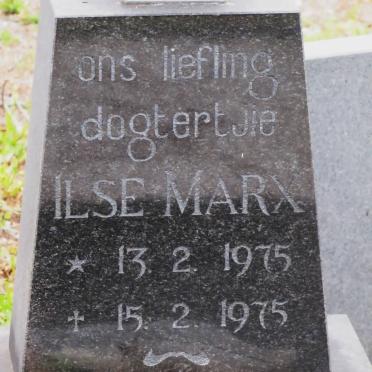 ons liefling
dogtertjie
ILSE MARX
* 13. 2. 1975
† 15. 2. 1975